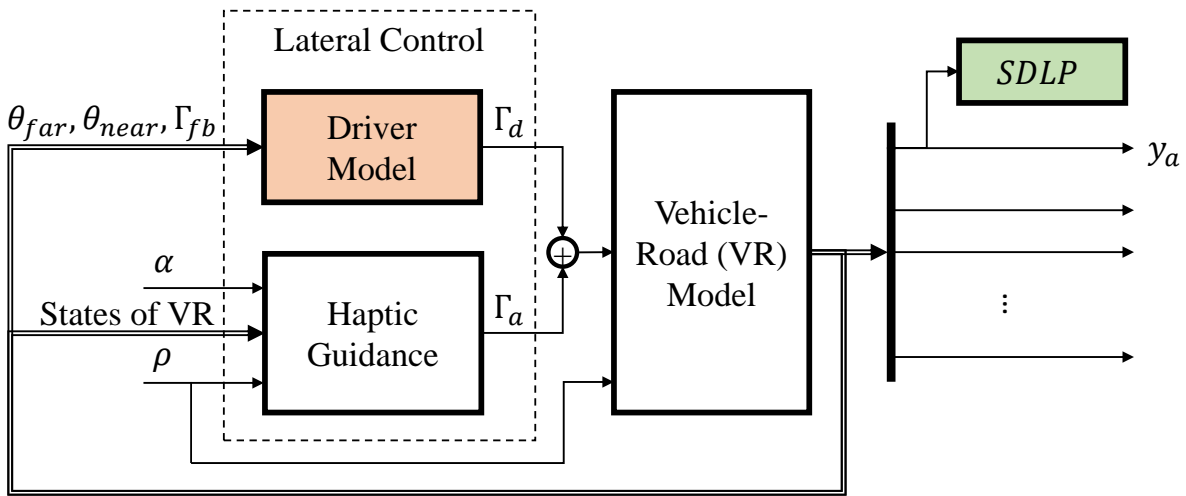 Lateral Control
SDLP
θ_far, θ_near, Γ_fb
Driver
Model
Γ_d
y_a
Vehicle-
Road (VR)
Model
+
α
States of VR
Haptic
Guidance
Γ_a
ρ
⋮